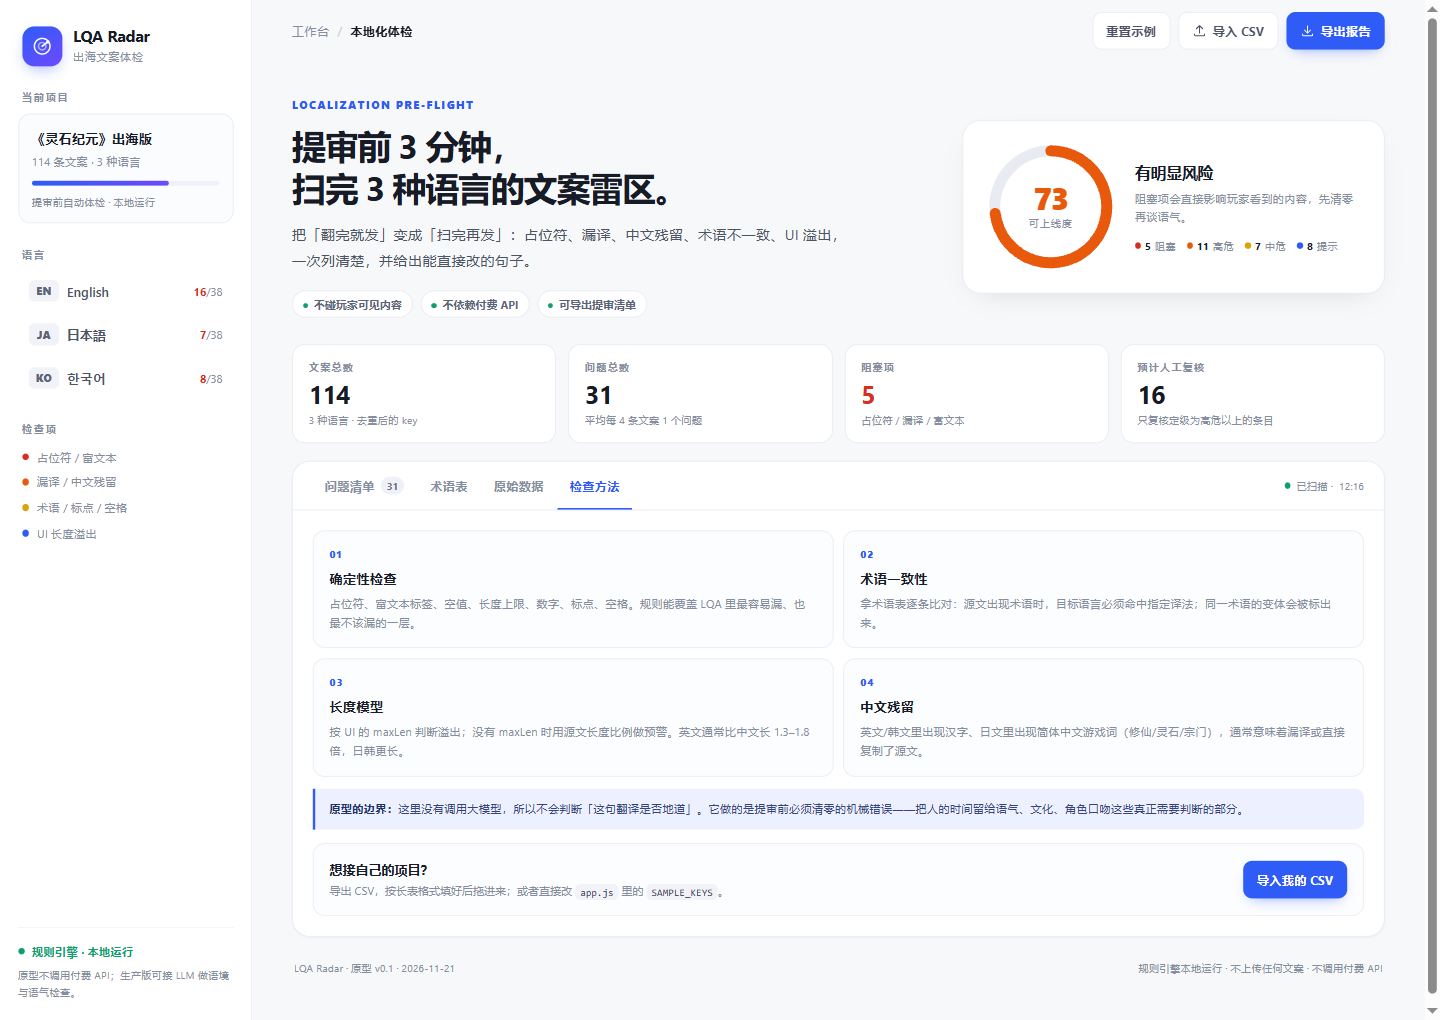 LQA Radar
出海文案体检
当前项目
《灵石纪元》出海版
114 条文案 · 3 种语言
提审前自动体检 · 本地运行
语言
EN English 16/38
JA 日本語 7/38
KO 한국어 8/38
检查项
占位符 / 富文本
漏译 / 中文残留
术语 / 标点 / 空格
UI 长度溢出
规则引擎 · 本地运行
原型不调用付费 API；生产版可接 LLM 做语境
与语气检查。
工作台 / 本地化体检
重置示例
导入 CSV
导出报告
LOCALIZATION PRE-FLIGHT
提审前 3 分钟，
扫完 3 种语言的文案雷区。
把「翻完就发」变成「扫完再发」：占位符、漏译、中文残留、术语不一致、UI 溢出，
一次列清楚，并给出能直接改的句子。
不碰玩家可见内容
不依赖付费 API
可导出提审清单
73
可上线度
有明显风险
阻塞项会直接影响玩家看到的内容，先清零
再谈语气。
5 阻塞 11 高危 7 中危 8 提示
文案总数
114
3 种语言 · 去重后的 key
问题总数
31
平均每 4 条文案 1 个问题
阻塞项
5
占位符 / 漏译 / 富文本
预计人工复核
16
只复核定级为高危以上的条目
问题清单 31 术语表 原始数据 检查方法
已扫描 · 12:16
01
确定性检查
占位符、富文本标签、空值、长度上限、数字、标点、空格。规则能覆盖 LQA 里最容易漏、也
最不该漏的一层。
02
术语一致性
拿术语表逐条比对：源文出现术语时，目标语言必须命中指定译法；同一术语的变体会被标出
来。
03
长度模型
按 UI 的 maxLen 判断溢出；没有 maxLen 时用源文长度比例做预警。英文通常比中文长 1.3–1.8
倍，日韩更长。
04
中文残留
英文/韩文里出现汉字、日文里出现简体中文游戏词（修仙/灵石/宗门），通常意味着漏译或直接
复制了源文。
原型的边界：这里没有调用大模型，所以不会判断「这句翻译是否地道」。它做的是提审前必须清零的机械错误——把人的时间留给语气、文化、角色口吻这些真正需要判断的部分。
想接自己的项目？
导出 CSV，按长表格式填好后拖进来；或者直接改 app.js 里的 SAMPLE_KEYS。
导入我的 CSV
LQA Radar · 原型 v0.1 · 2026-11-21
规则引擎本地运行 · 不上传任何文案 · 不调用付费 API